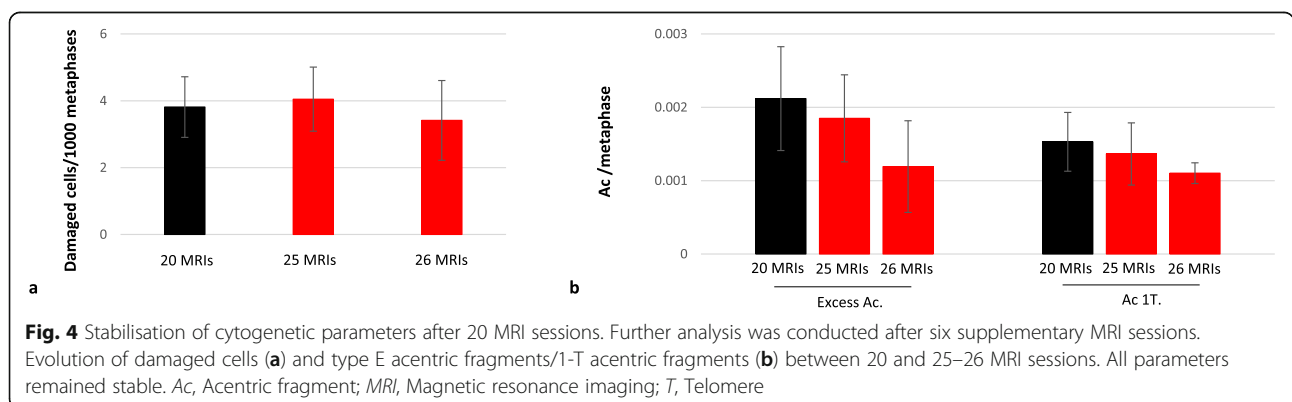 6
4
2
0
Damaged cells/1000 metaphases
20 MRIs 25 MRIs 26 MRIs
a
0.003
0.002
0.001
0
Ac /metaphase
20 MRIs 25 MRIs 26 MRIs 20 MRIs 25 MRIs 26 MRIs
Excess Ac. Ac 1T.
b
Fig. 4 Stabilisation of cytogenetic parameters after 20 MRI sessions. Further analysis was conducted after six supplementary MRI sessions.
Evolution of damaged cells (a) and type E acentric fragments/1-T acentric fragments (b) between 20 and 25–26 MRI sessions. All parameters
remained stable. Ac, Acentric fragment; MRI, Magnetic resonance imaging; T, Telomere